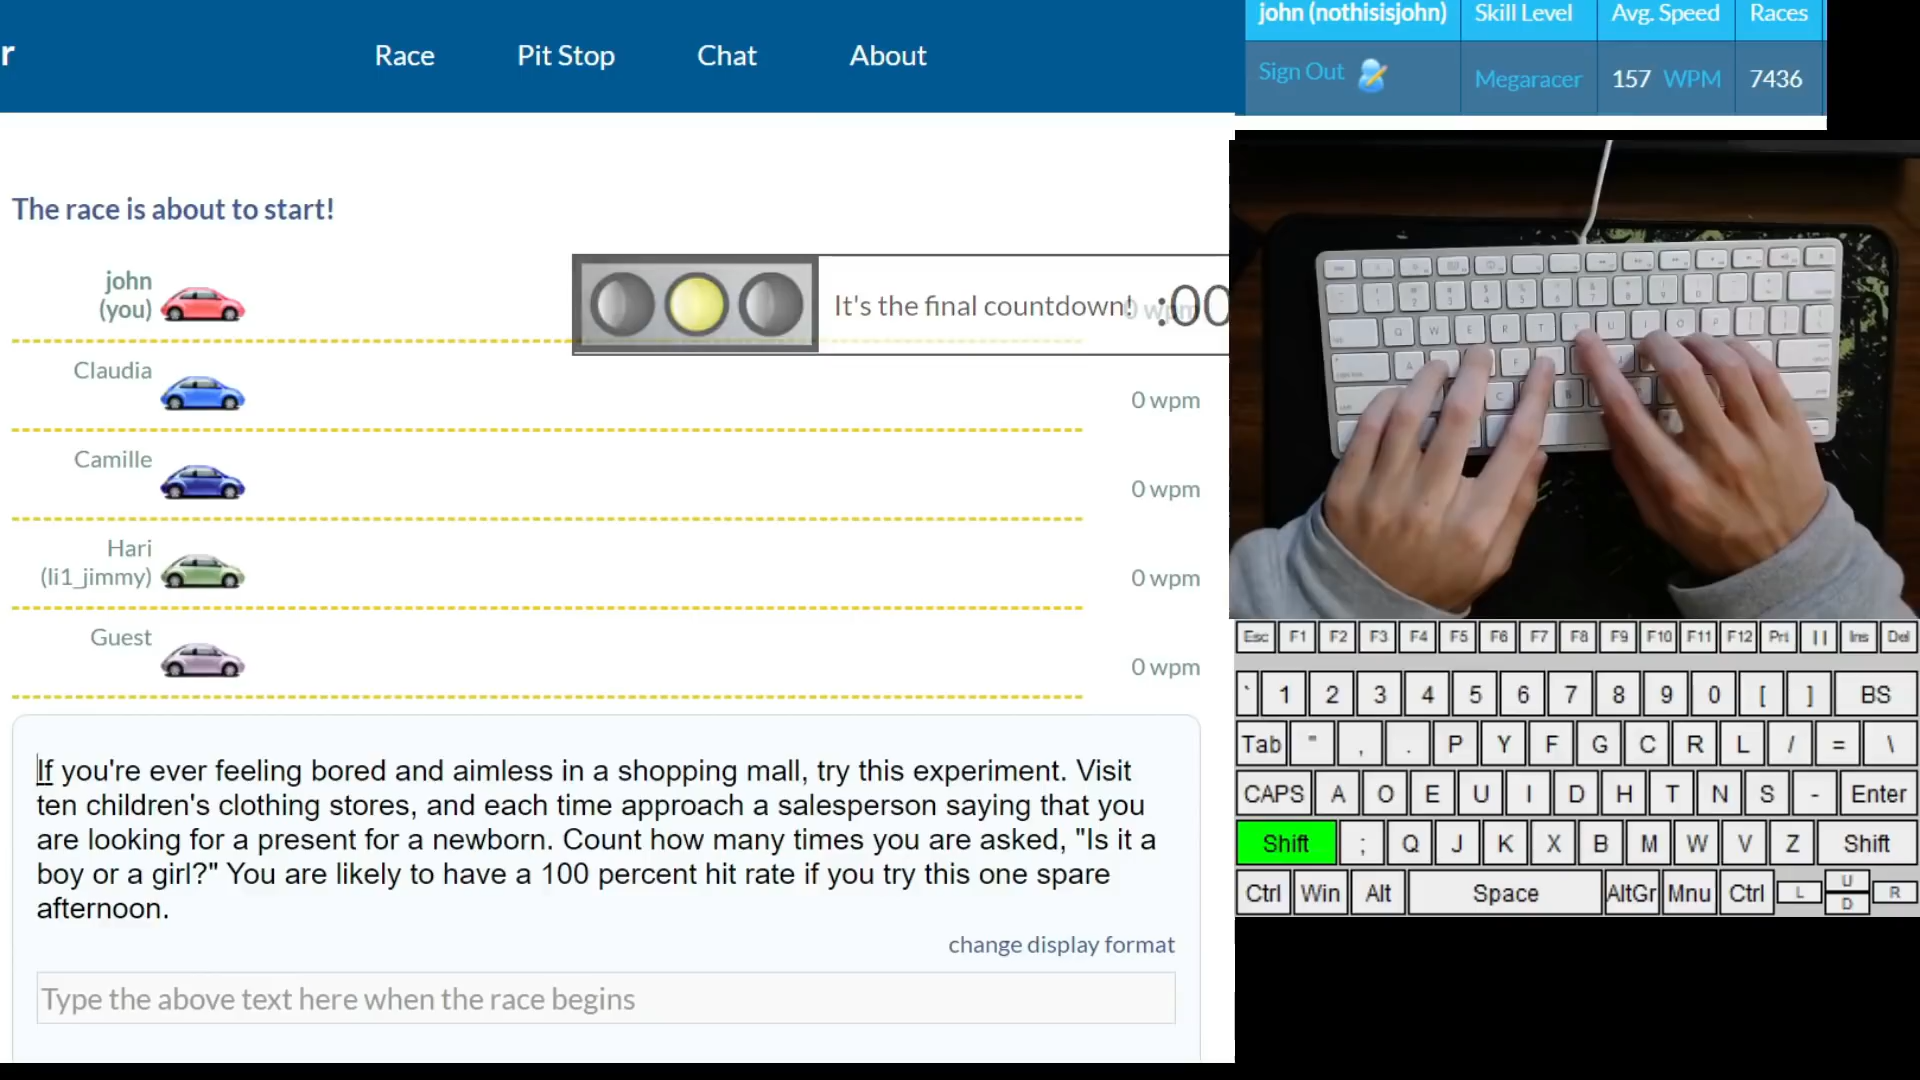 r
Race Pit Stop Chat About
john (nothisisjohn) Skill Level Avg. Speed Races
Sign Out Megaracer 157 WPM 7436
The race is about to start!
john
(you)
It's the final countdown! :00
0 wpm
Claudia
0 wpm
Camille
0 wpm
Hari
(li1_jimmy)
0 wpm
Guest
0 wpm
If you're ever feeling bored and aimless in a shopping mall, try this experiment. Visit
ten children's clothing stores, and each time approach a salesperson saying that you
are looking for a present for a newborn. Count how many times you are asked, "Is it a
boy or a girl?" You are likely to have a 100 percent hit rate if you try this one spare
afternoon.
change display format
Type the above text here when the race begins
Esc F1 F2 F3 F4 F5 F6 F7 F8 F9 F10 F11 F12 Prt || Ins Del
` 1 2 3 4 5 6 7 8 9 0 [ ] BS
Tab " , . P Y F G C R L / = \
CAPS A O E U I D H T N S - Enter
Shift ; Q J K X B M W V Z Shift
Ctrl Win Alt Space AltGr Mnu Ctrl L U R
D